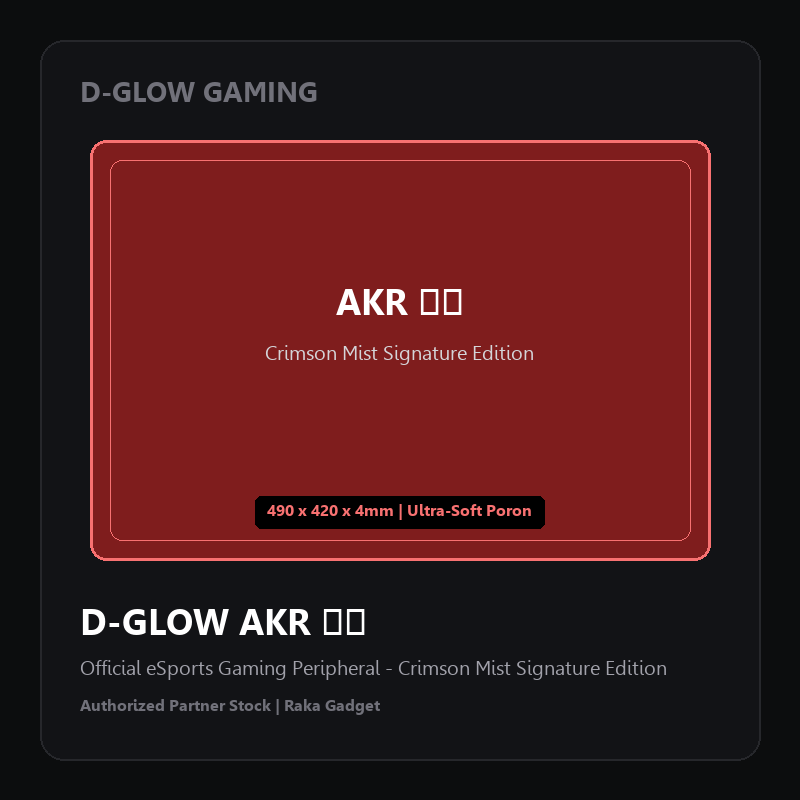 D-GLOW GAMING
AKR
Crimson Mist Signature Edition
490 x 420 x 4mm | Ultra-Soft Poron
D-GLOW AKR
Official eSports Gaming Peripheral - Crimson Mist Signature Edition
Authorized Partner Stock | Raka Gadget